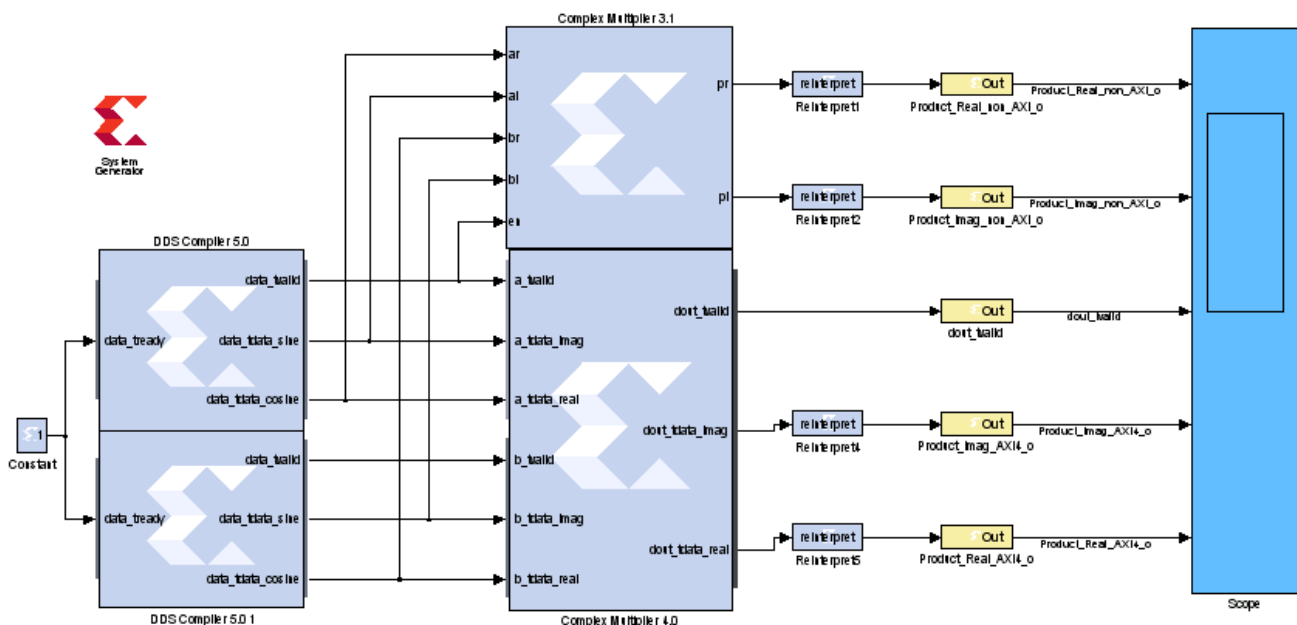 Complex Multiplier 3.1
ar
ai
br
bi
en
pr
pi
reinterpret
Reinterpret1
Out
Product_Real_non_AXI_o
Product_Real_non_AXI_o
reinterpret
Reinterpret2
Out
Product_Imag_non_AXI_o
Product_Imag_non_AXI_o
System
Generator
DDS Compiler 5.0
data_tready
data_tvalid
data_tdata_sine
data_tdata_cosine
1
Constant
data_tready
data_tvalid
data_tdata_sine
data_tdata_cosine
DDS Compiler 5.0 1
a_tvalid
a_tdata_imag
a_tdata_real
b_tvalid
b_tdata_imag
b_tdata_real
dout_tvalid
dout_tdata_imag
dout_tdata_real
Complex Multiplier 4.0
Out
dout_tvalid
dout_tvalid
reinterpret
Reinterpret4
Out
Product_Imag_AXI4_o
Product_Imag_AXI4_o
reinterpret
Reinterpret5
Out
Product_Real_AXI4_o
Product_Real_AXI4_o
Scope